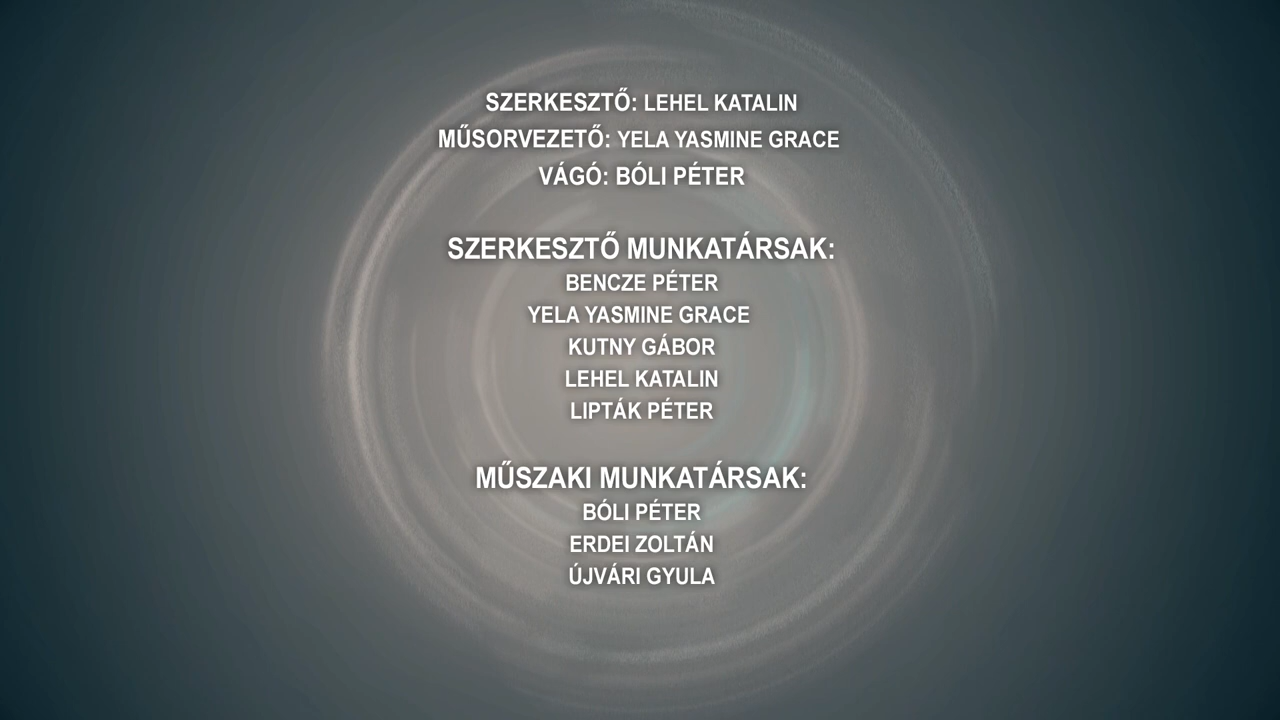 SZERKESZTŐ: LEHEL KATALIN
MŰSORVEZETŐ: YELA YASMINE GRACE
VÁGÓ: BÓLI PÉTER
SZERKESZTŐ MUNKATÁRSAK:
BENCZE PÉTER
YELA YASMINE GRACE
KUTNY GÁBOR
LEHEL KATALIN
LIPTÁK PÉTER
MŰSZAKI MUNKATÁRSAK:
BÓLI PÉTER
ERDEI ZOLTÁN
ÚJVÁRI GYULA